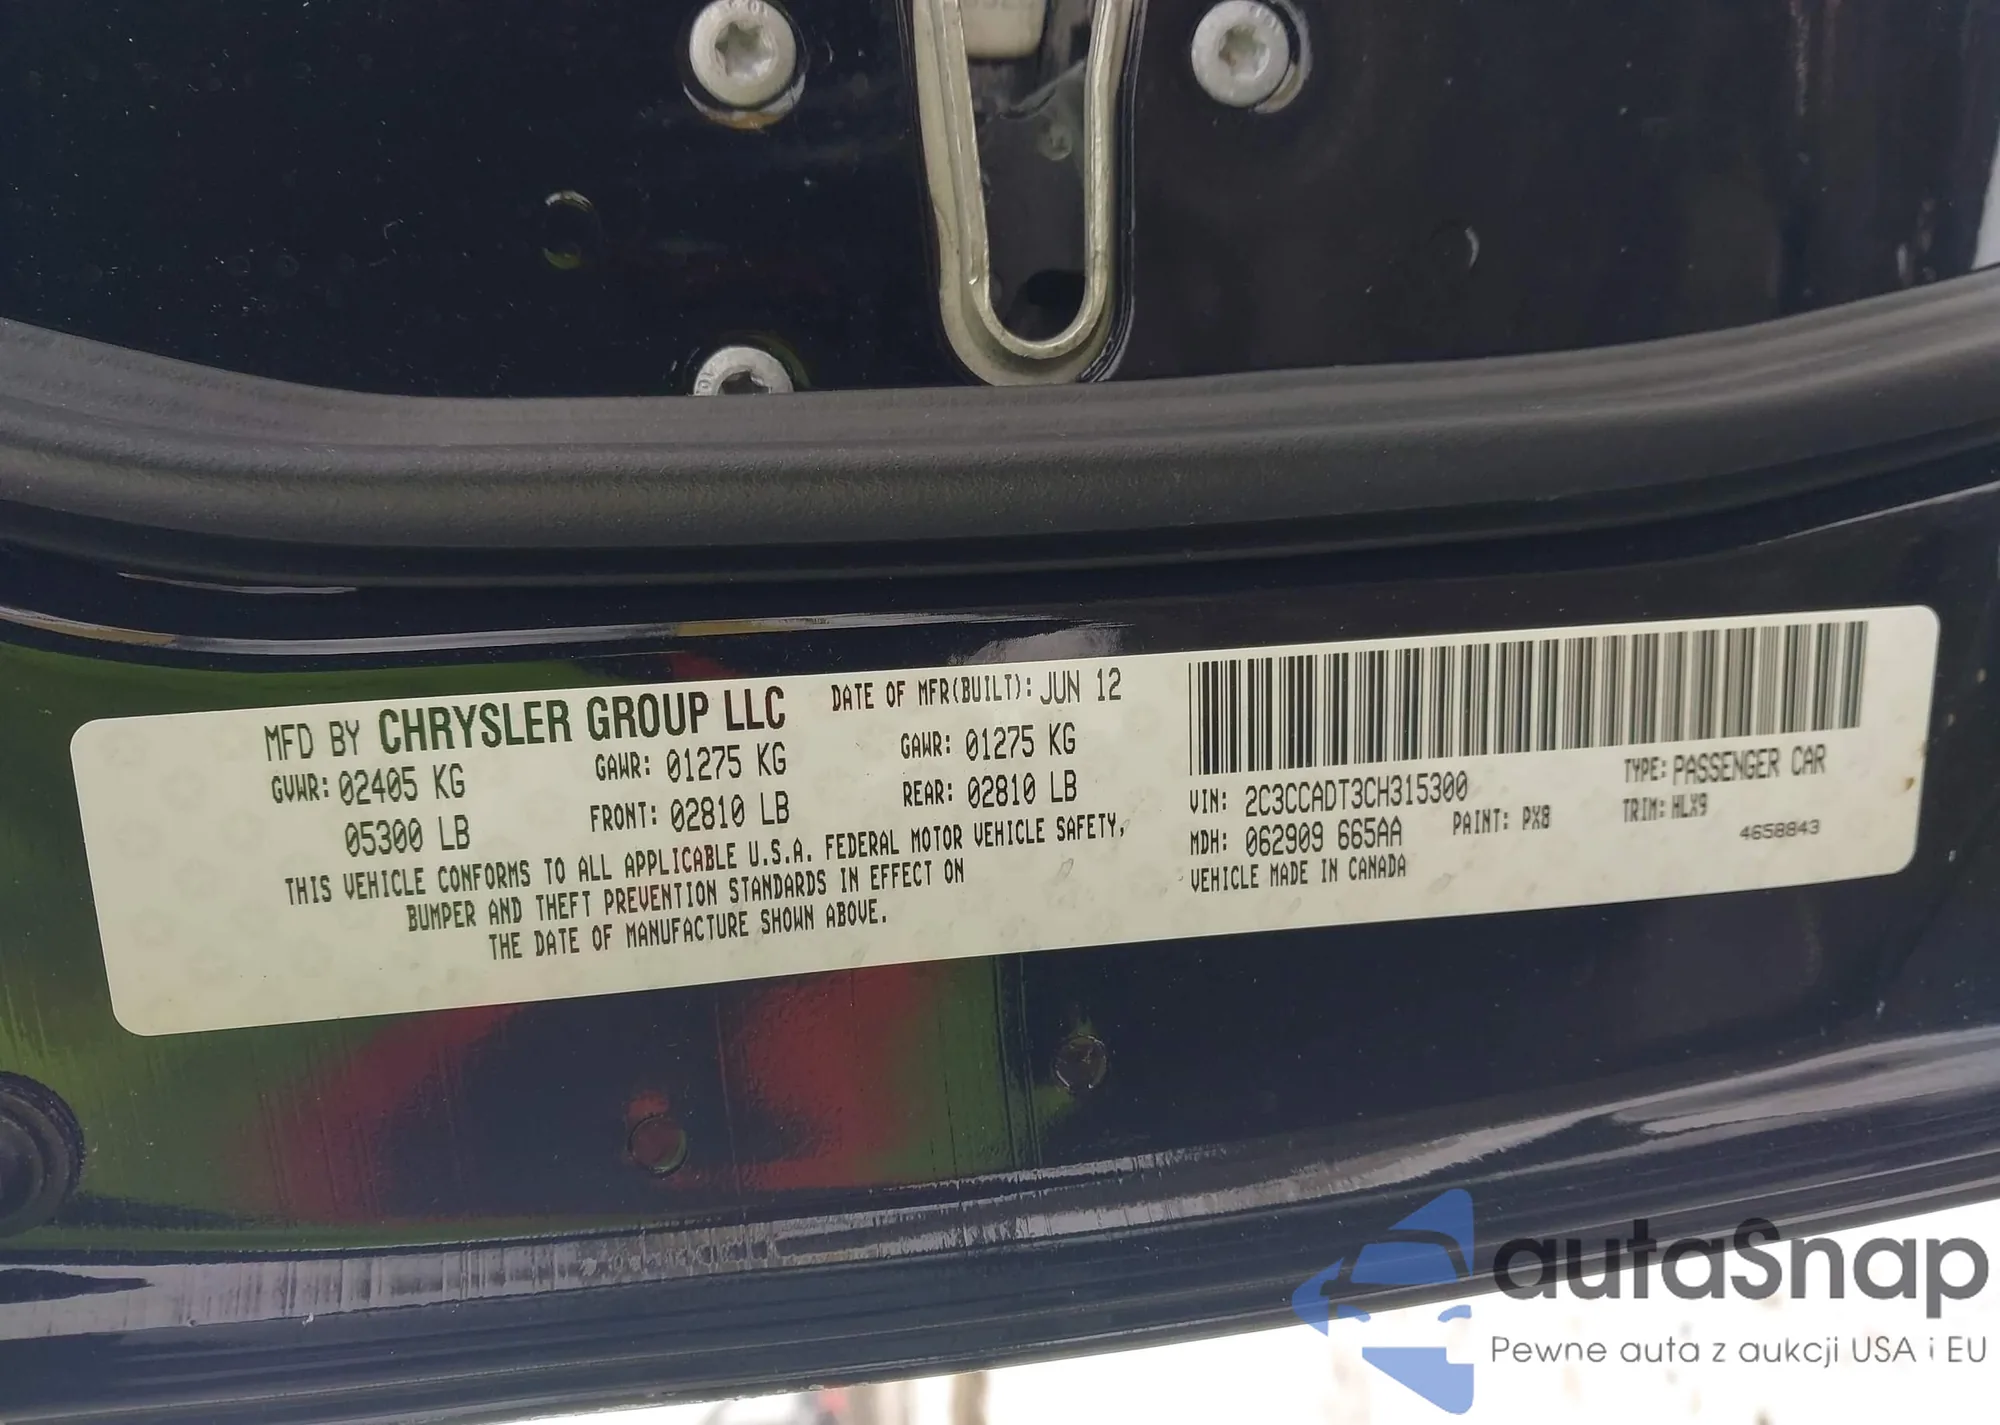 MFD BY CHRYSLER GROUP LLC
DATE OF MFR(BUILT): JUN 12
GVWR: 02405 KG
05300 LB
GAWR: 01275 KG
FRONT: 02810 LB
GAWR: 01275 KG
REAR: 02810 LB
THIS VEHICLE CONFORMS TO ALL APPLICABLE U.S.A. FEDERAL MOTOR VEHICLE SAFETY,
BUMPER AND THEFT PREVENTION STANDARDS IN EFFECT ON
THE DATE OF MANUFACTURE SHOWN ABOVE.
VIN: 2C3CCADT3CH315300
TYPE: PASSENGER CAR
MDH: 062909 665AA
PAINT: PX8
TRIM: HLX9
VEHICLE MADE IN CANADA
4658843
autaSnap
Pewne auta z aukcji USA i EU